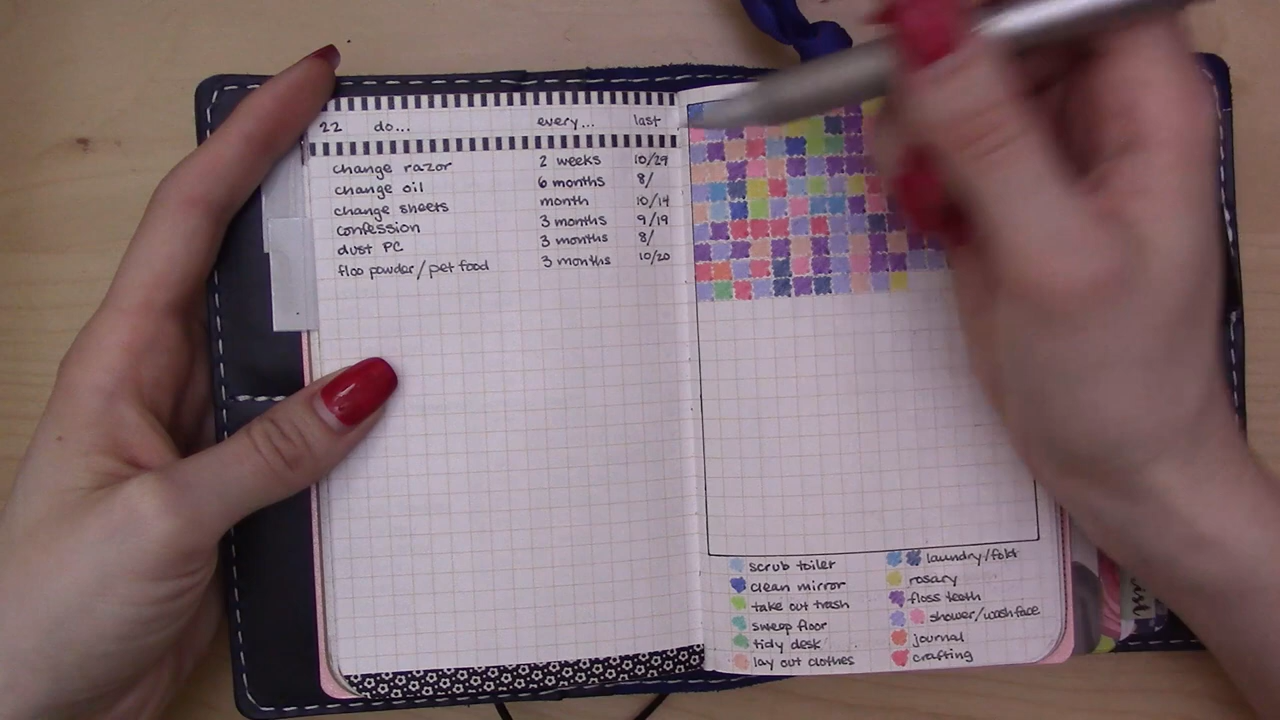 22 do... every... last
change razor 2 weeks 10/29
change oil 6 months 8/
change sheets month 10/14
confession 3 months 9/19
dust PC 3 months 8/
floo powder/pet food 3 months 10/20
scrub toilet
clean mirror
take out trash
sweep floor
tidy desk
lay out clothes
laundry/fold
rosary
floss teeth
shower/wash face
journal
crafting